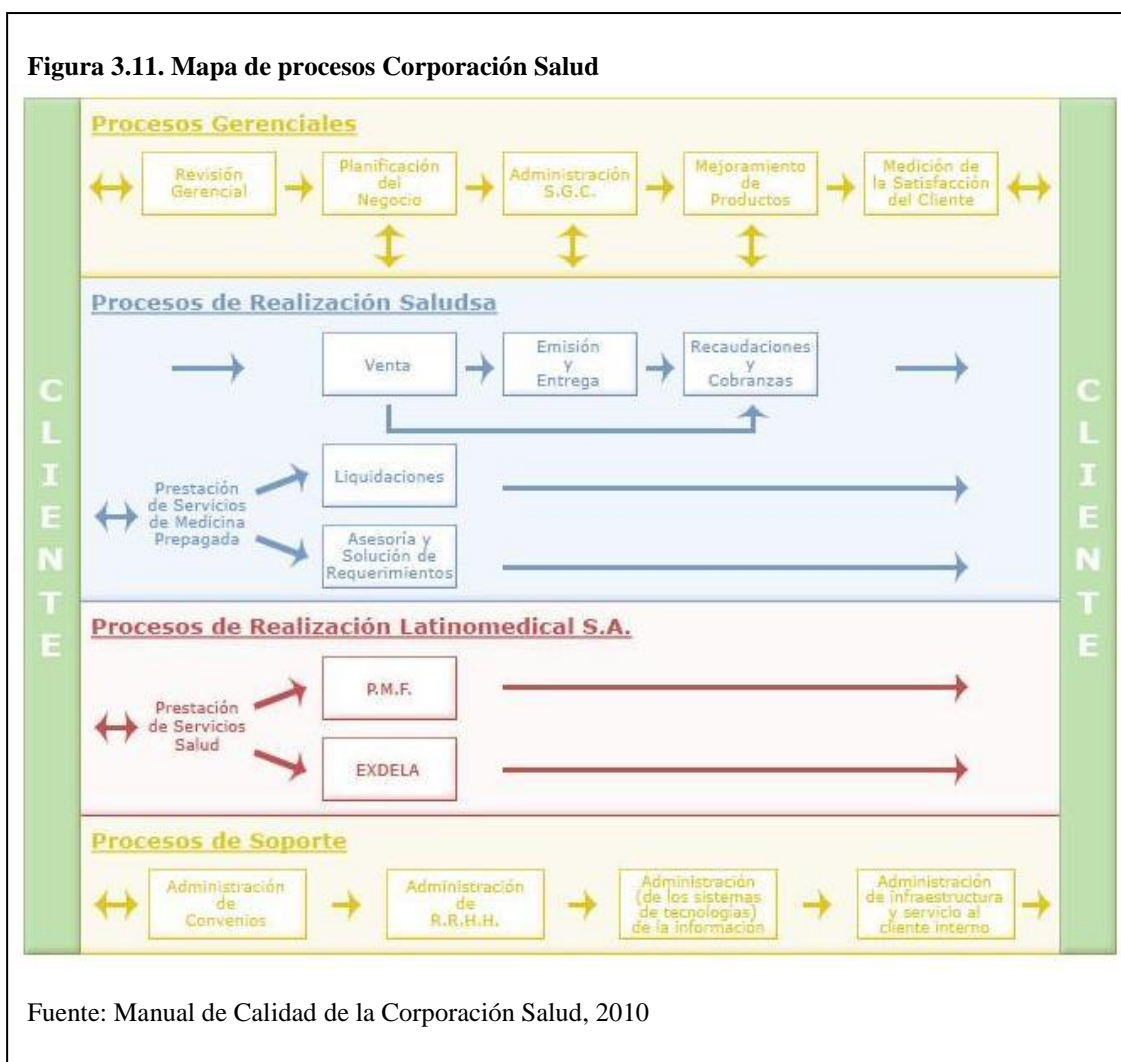 Figura 3.11. Mapa de procesos Corporación Salud
C
L
I
E
N
T
E
Procesos Gerenciales
Revisión
Gerencial
Planificación
del
Negocio
Administración
S.G.C.
Mejoramiento
de
Productos
Medición de
la Satisfacción
del Cliente
Procesos de Realización Saludsa
Venta
Emisión
y
Entrega
Recaudaciones
y
Cobranzas
Prestación
de Servicios
de Medicina
Prepagada
Liquidaciones
Asesoría y
Solución de
Requerimientos
Procesos de Realización Latinomedical S.A.
Prestación
de Servicios
Salud
P.M.F.
EXDELA
Procesos de Soporte
Administración
de
Convenios
Administración
de
R.R.H.H.
Administración
(de los sistemas
de tecnologías)
de la información
Administración
de infraestructura
y servicio al
cliente interno
C
L
I
E
N
T
E
Fuente: Manual de Calidad de la Corporación Salud, 2010